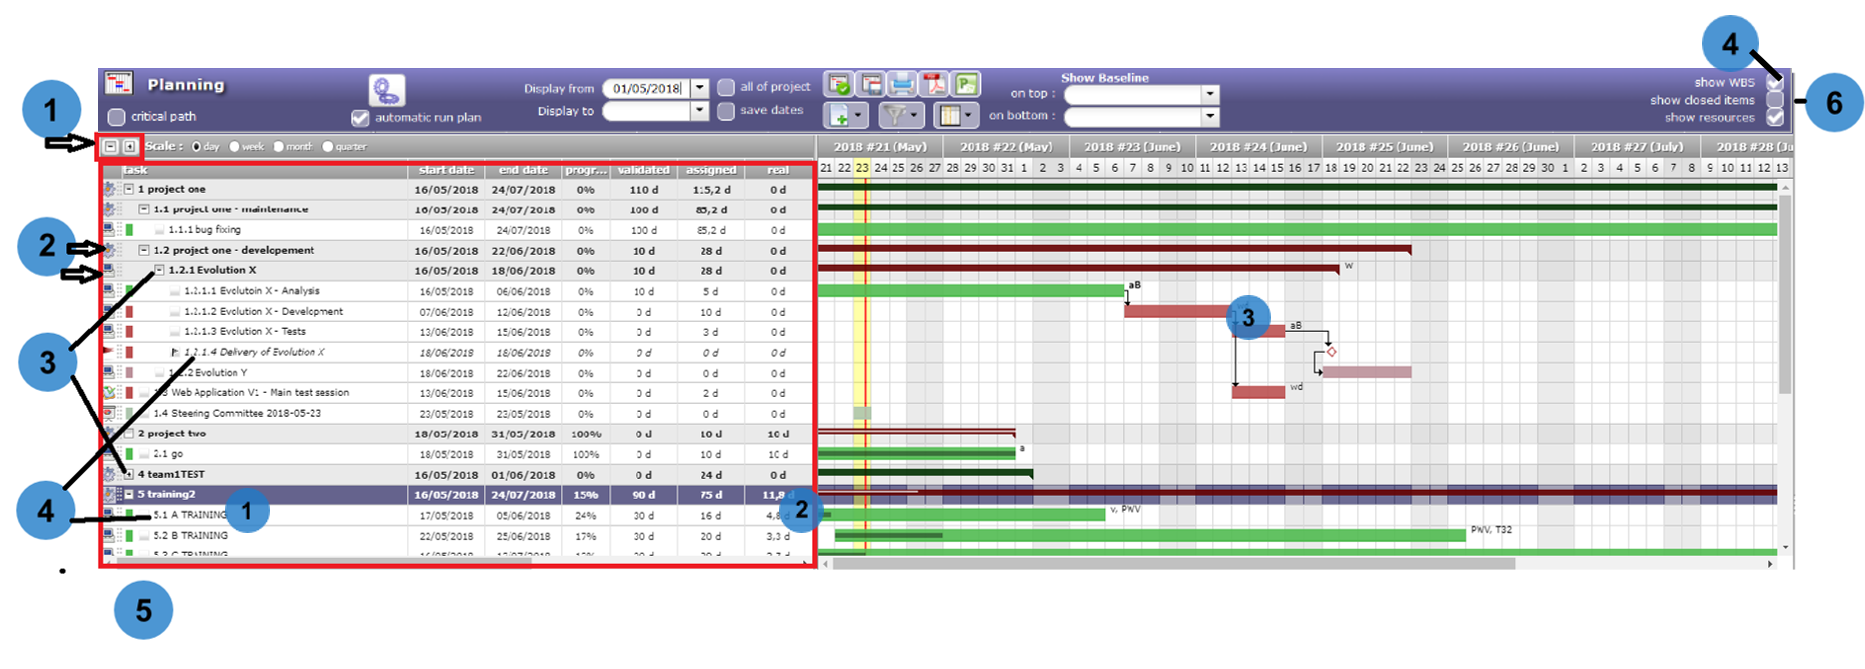 4
Planning
Display from 01/05/2018 all of project
Show Baseline
show WBS
on top :
show closed items
6
1
critical path
automatic run plan
Display to save dates
on bottom :
show resources
Scale : day week month quarter
2018 #21 (May) 2018 #22 (May) 2018 #23 (June) 2018 #24 (June) 2018 #25 (June) 2018 #26 (June) 2018 #27 (July) 2018 #28 (Ju
task start date end date progr... validated assigned real
21 22 23 24 25 26 27 28 29 30 31 1 2 3 4 5 6 7 8 9 10 11 12 13 14 15 16 17 18 19 20 21 22 23 24 25 26 27 28 29 30 1 2 3 4 5 6 7 8 9 10 11 12 13
1 project one 16/05/2018 24/07/2018 0% 110 d 115,2 d 0 d
1.1 project one - maintenance 16/05/2018 24/07/2018 0% 100 d 85,2 d 0 d
1.1.1 bug fixing 16/05/2018 24/07/2018 0% 100 d 85,2 d 0 d
2
1.2 project one - developement 16/05/2018 22/06/2018 0% 10 d 28 d 0 d
1.2.1 Evolution X 16/05/2018 18/06/2018 0% 10 d 28 d 0 d w
1.2.1.1 Evolutoin X - Analysis 16/05/2018 06/06/2018 0% 10 d 5 d 0 d aB
1.2.1.2 Evolution X - Development 07/06/2018 12/06/2018 0% 0 d 10 d 0 d wd
3
1.2.1.3 Evolution X - Tests 13/06/2018 15/06/2018 0% 0 d 3 d 0 d aB
1.2.1.4 Delivery of Evolution X 18/06/2018 18/06/2018 0% 0 d 0 d 0 d
3
1.2.2 Evolution Y 18/06/2018 22/06/2018 0% 0 d 0 d 0 d
1.3 Web Application V1 - Main test session 13/06/2018 15/06/2018 0% 0 d 2 d 0 d wd
1.4 Steering Committee 2018-05-23 23/05/2018 23/05/2018 0% 0 d 0 d 0 d
2 project two 18/05/2018 31/05/2018 100% 0 d 10 d 10 d
2.1 go 18/05/2018 31/05/2018 100% 0 d 10 d 10 d a
4 team1TEST 16/05/2018 01/06/2018 0% 0 d 24 d 0 d
5 training2 16/05/2018 24/07/2018 15% 90 d 75 d 11,8
4
5.1 A TRAINING 1 17/05/2018 05/06/2018 24% 30 d 16 d 4,8 2 v, PWV
5.2 B TRAINING 22/05/2018 25/06/2018 17% 30 d 20 d 3,3 d PWV, T32
5.3 C TRAINING
5